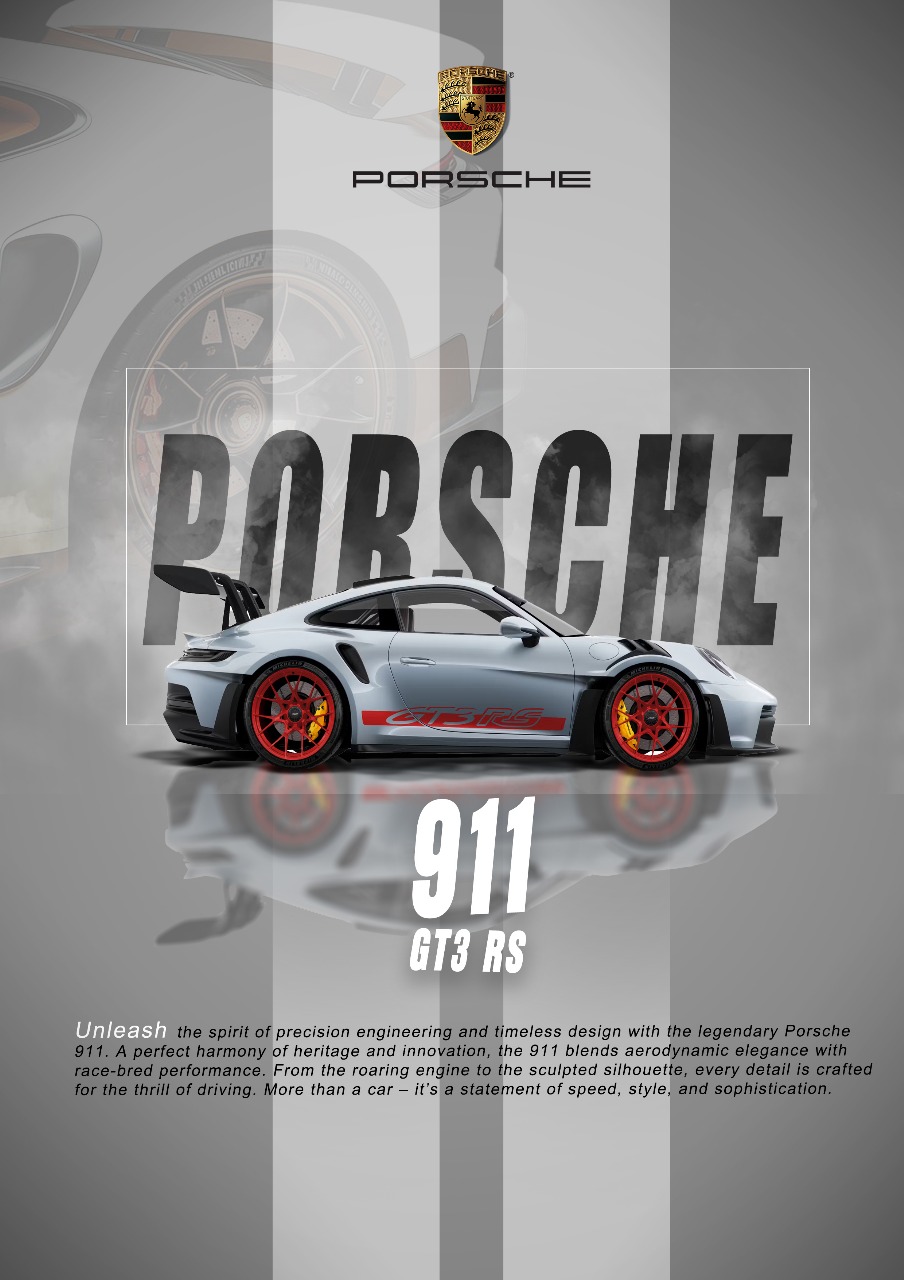 PORSCHE
PORSCHE
PORSCHE
GT3 RS
911
GT3 RS
Unleash the spirit of precision engineering and timeless design with the legendary Porsche
911. A perfect harmony of heritage and innovation, the 911 blends aerodynamic elegance with
race-bred performance. From the roaring engine to the sculpted silhouette, every detail is crafted
for the thrill of driving. More than a car – it's a statement of speed, style, and sophistication.